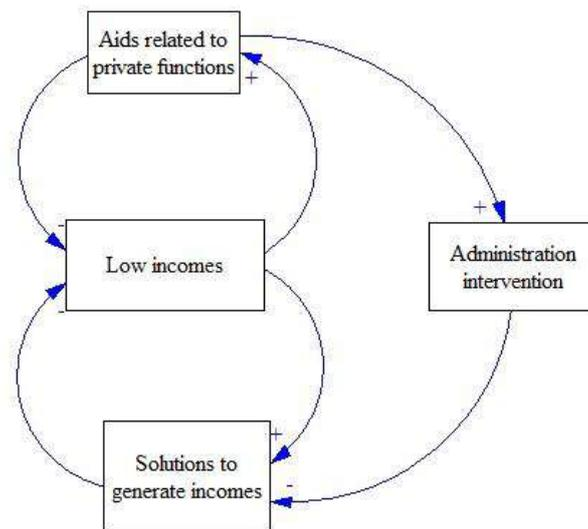 Aids related to
private functions
+
+
-
Low incomes
Administration
intervention
-
+
-
Solutions to
generate incomes